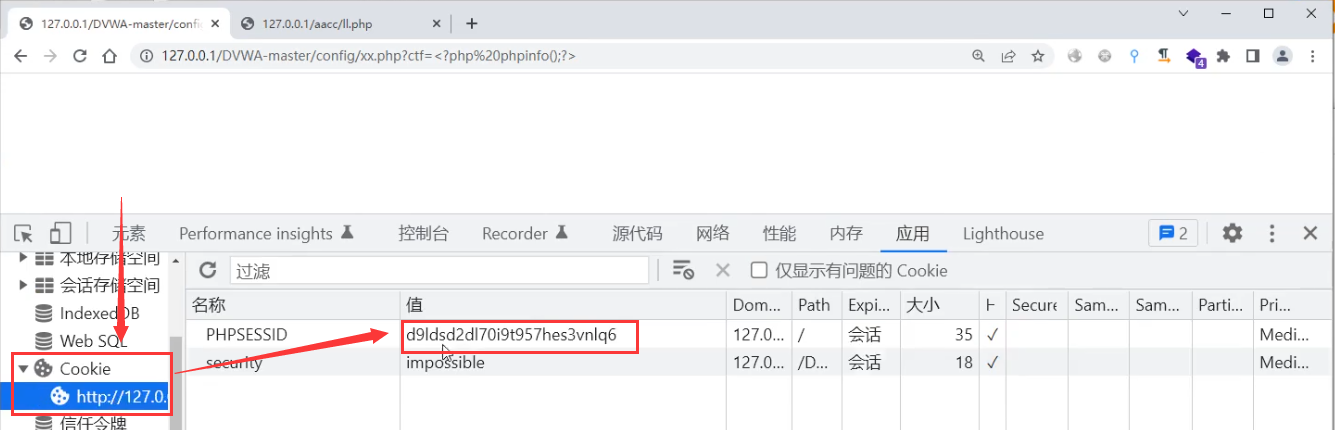 127.0.0.1/DVWA-master/config
127.0.0.1/aacc/ll.php
127.0.0.1/DVWA-master/config/xx.php?ctf=<?php%20phpinfo();?>
4
元素 Performance insights 控制台 Recorder 源代码 网络 性能 内存 应用 Lighthouse 2
本地存储空间
会话存储空间
IndexedDB
Web SQL
Cookie
http://127.0.
信任令牌
过滤 仅显示有问题的 Cookie
名称 值 Dom... Path Expi... 大小 H Secure Sam... Sam... Parti... Pri...
PHPSESSID d9ldsd2dl70i9t957hes3vnlq6 127.0... / 会话 35 ✓ Medi...
security impossible 127.0... /D... 会话 18 ✓ Medi...